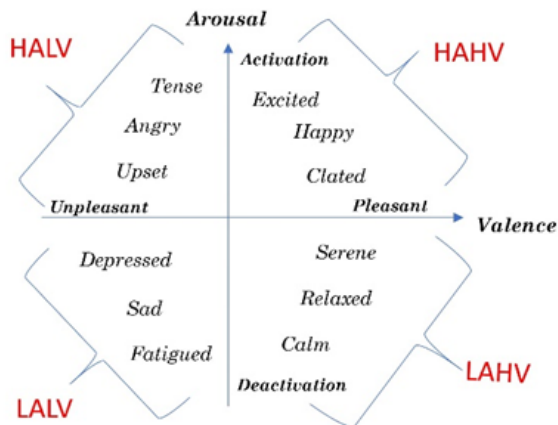 Arousal
HALV
HAHV
Activation
Tense
Excited
Angry
Happy
Upset
Clated
Unpleasant
Pleasant
Valence
Depressed
Serene
Sad
Relaxed
Fatigued
Calm
LAHV
Deactivation
LALV